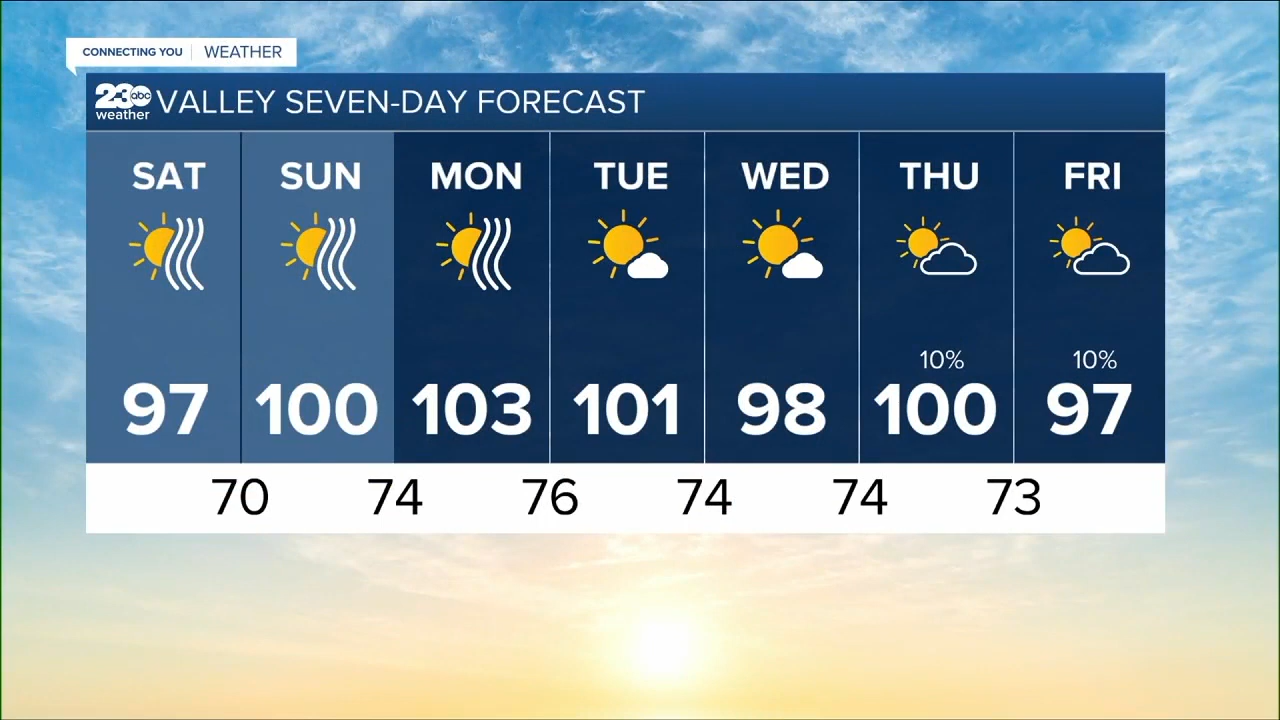 CONNECTING YOU WEATHER
23 abc
weather
VALLEY SEVEN-DAY FORECAST
SAT SUN MON TUE WED THU FRI
10% 10%
97 100 103 101 98 100 97
70 74 76 74 74 73